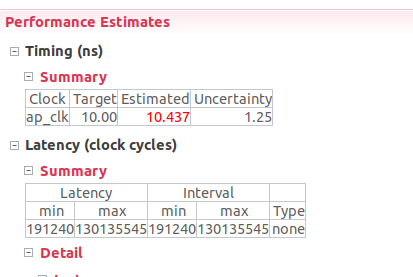 Performance Estimates
Timing (ns)
Summary
Clock Target Estimated Uncertainty
ap_clk 10.00 10.437 1.25
Latency (clock cycles)
Summary
Latency Interval
min max min max Type
191240 130135545 191240 130135545 none
Detail